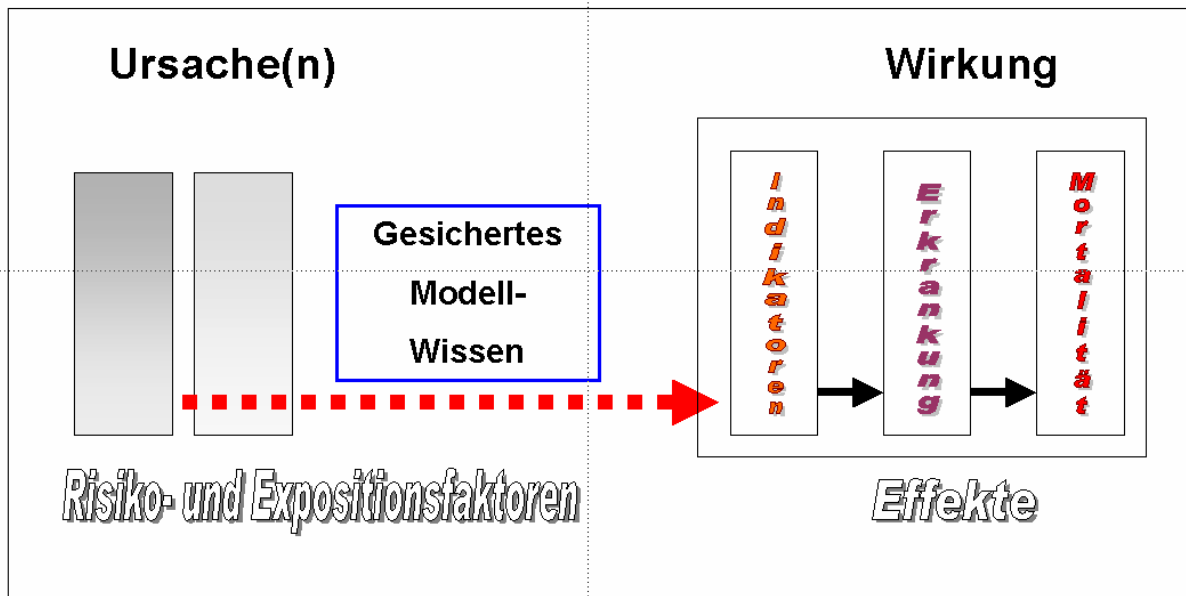 Ursache(n)
Wirkung
Gesichertes
Modell-
Wissen
Indikatoren
Erkrankung
Mortalität
Risiko- und Expositionsfaktoren
Effekte